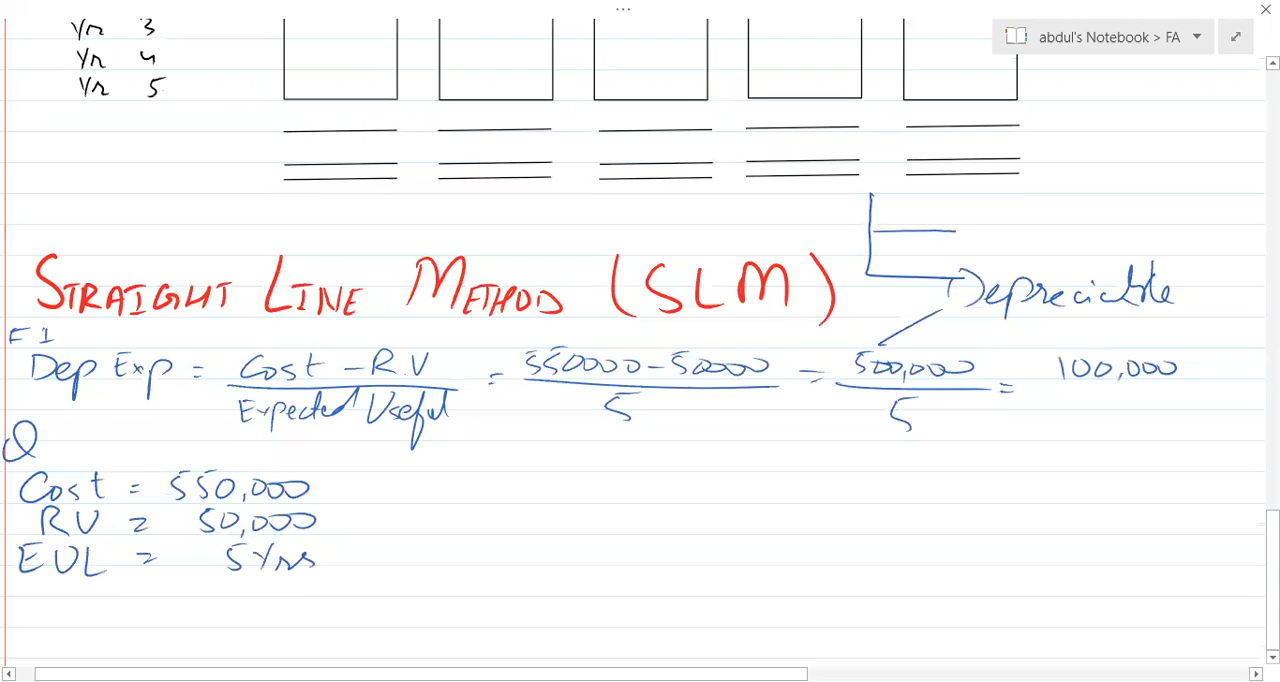 Yr 3
abdul's Notebook > FA
Yr 4
Yr 5
STRAIGHT LINE METHOD (SLM)
Depreciable
F 1
Dep Exp = Cost - R.V / Expected Useful = 550000 - 50000 / 5 = 500,000 / 5 = 100,000
Q
Cost = 550,000
RV = 50,000
EUL = 5 Yrs